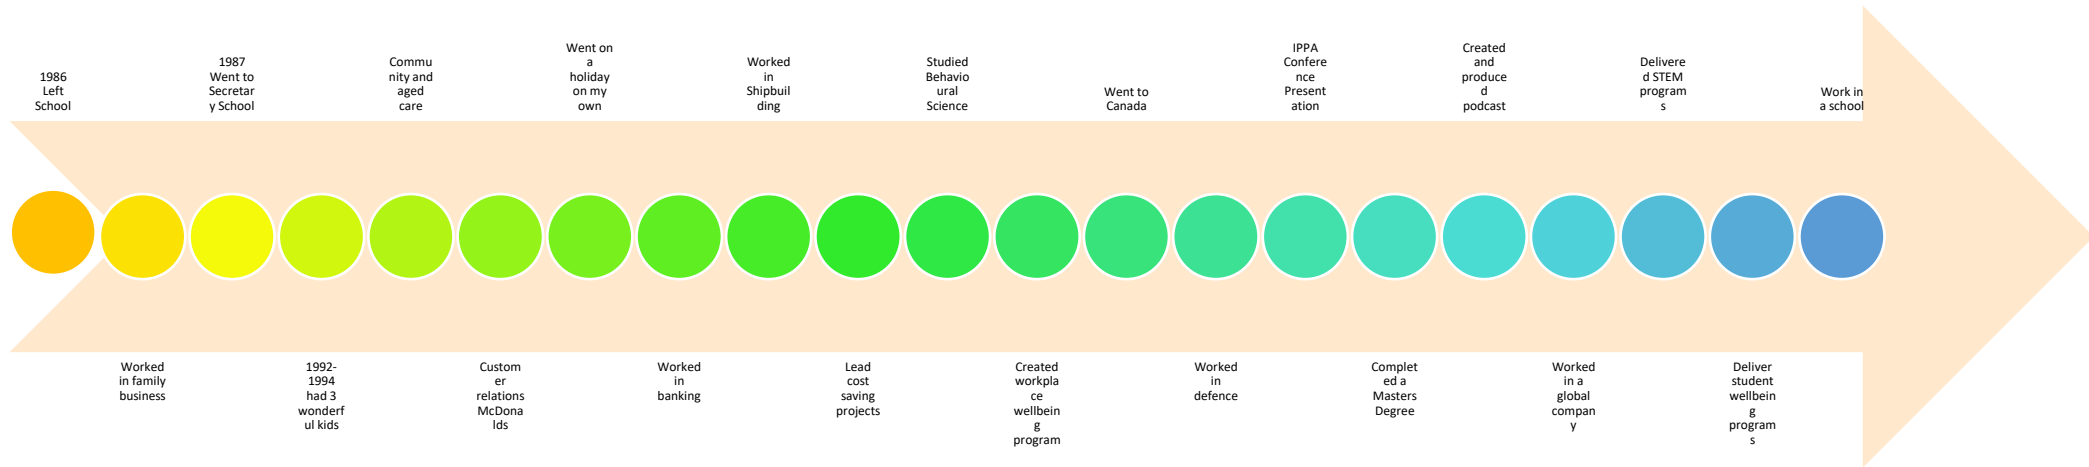 1986
Left
School
Worked
in family
business
1987
Went to
Secretar
y School
1992-
1994
had 3
wonderf
ul kids
Commu
nity and
aged
care
Custom
er
relations
McDona
lds
Went on
a
holiday
on my
own
Worked
in
banking
Worked
in
Shipbuil
ding
Lead
cost
saving
projects
Studied
Behavio
ural
Science
Created
workpla
ce
wellbein
g
program
Went to
Canada
Worked
in
defence
IPPA
Confere
nce
Present
ation
Complet
ed a
Masters
Degree
Created
and
produce
d
podcast
Worked
in a
global
compan
y
Delivere
d STEM
program
s
Deliver
student
wellbein
g
program
s
Work in
a school